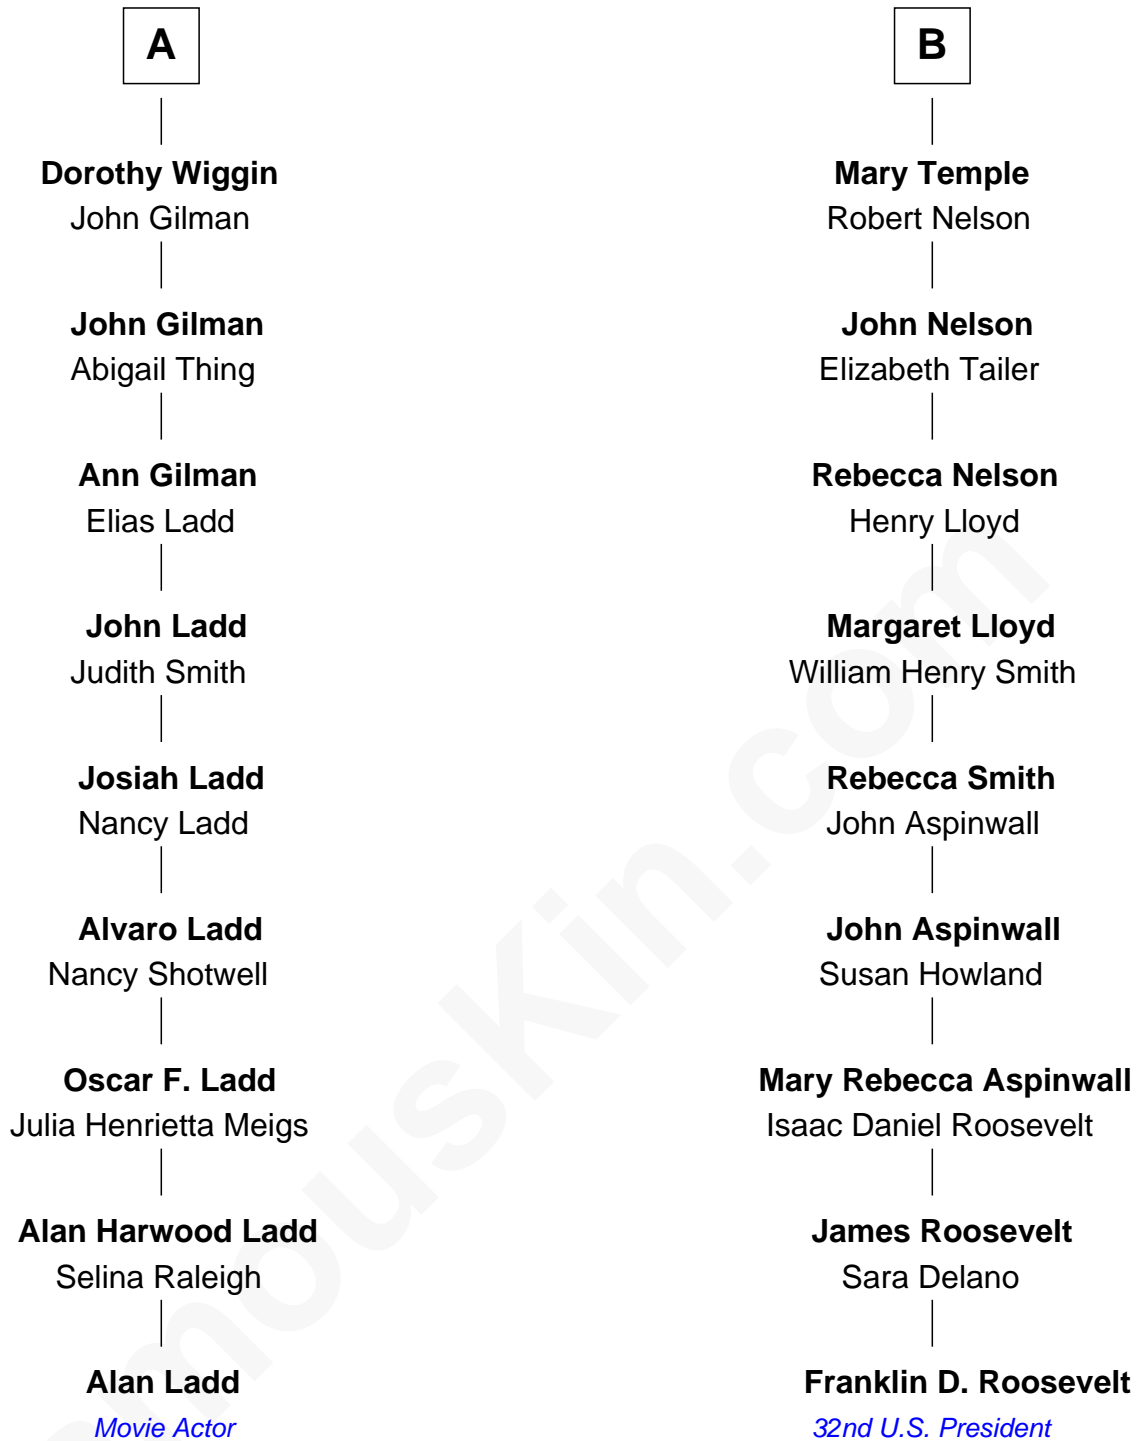 A
Dorothy Wiggin
John Gilman
John Gilman
Abigail Thing
Ann Gilman
Elias Ladd
John Ladd
Judith Smith
Josiah Ladd
Nancy Ladd
Alvaro Ladd
Nancy Shotwell
Oscar F. Ladd
Julia Henrietta Meigs
Alan Harwood Ladd
Selina Raleigh
Alan Ladd
Movie Actor
B
Mary Temple
Robert Nelson
John Nelson
Elizabeth Tailer
Rebecca Nelson
Henry Lloyd
Margaret Lloyd
William Henry Smith
Rebecca Smith
John Aspinwall
John Aspinwall
Susan Howland
Mary Rebecca Aspinwall
Isaac Daniel Roosevelt
James Roosevelt
Sara Delano
Franklin D. Roosevelt
32nd U.S. President
mousKin.com